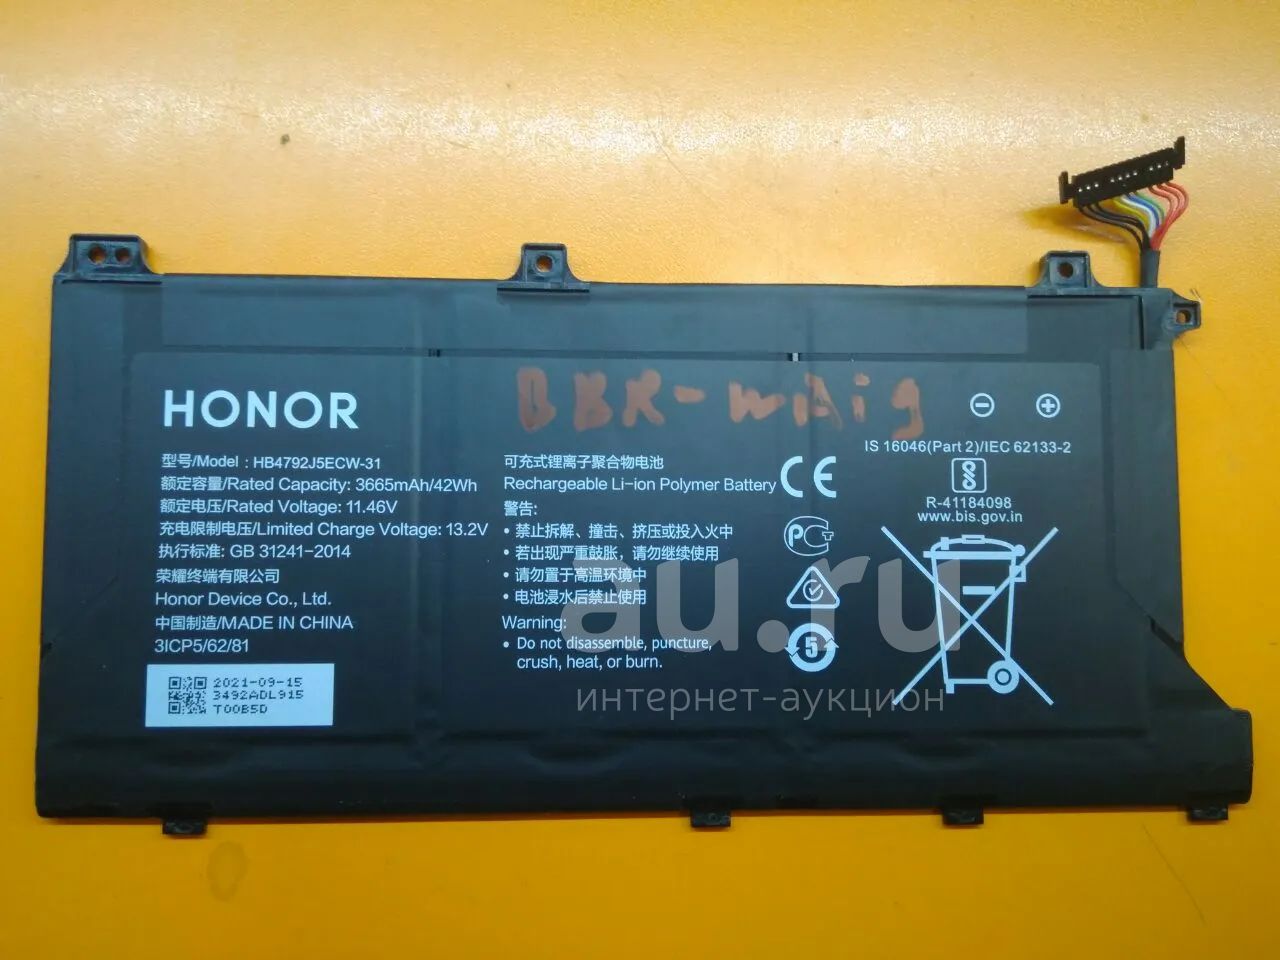 HONOR
BBR-WAi9
型号/Model : HB4792J5ECW-31
额定容量/Rated Capacity: 3665mAh/42Wh
额定电压/Rated Voltage: 11.46V
充电限制电压/Limited Charge Voltage: 13.2V
执行标准: GB 31241-2014
荣耀终端有限公司
Honor Device Co., Ltd.
中国制造/MADE IN CHINA
3ICP5/62/81
2021-09-15
3492ADL915
T00B5D
可充式锂离子聚合物电池
Rechargeable Li-ion Polymer Battery
警告:
• 禁止拆解、撞击、挤压或投入火中
• 若出现严重鼓胀，请勿继续使用
• 请勿置于高温环境中
• 电池浸水后禁止使用
Warning:
• Do not disassemble, puncture,
crush, heat, or burn.
CE
PCT
5
IS 16046(Part 2)/IEC 62133-2
R-41184098
www.bis.gov.in
au.ru
интернет-аукцион